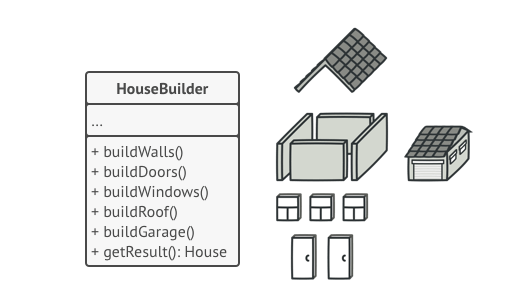 HouseBuilder
...
+ buildWalls()
+ buildDoors()
+ buildWindows()
+ buildRoof()
+ buildGarage()
+ getResult(): House